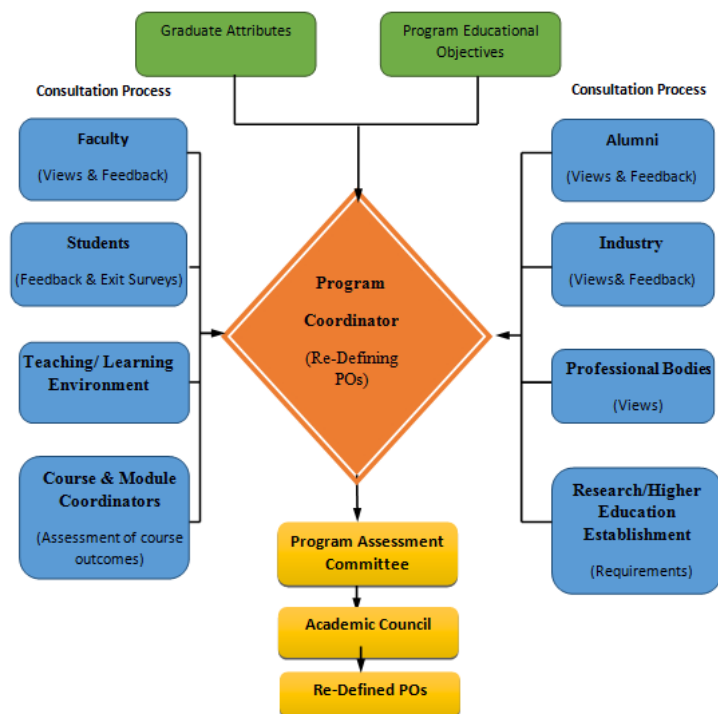 Graduate Attributes
Program Educational
Objectives
Consultation Process
Faculty
(Views & Feedback)
Students
(Feedback & Exit Surveys)
Teaching/ Learning
Environment
Course & Module
Coordinators
(Assessment of course
outcomes)
Program
Coordinator
(Re-Defining
POs)
Consultation Process
Alumni
(Views & Feedback)
Industry
(Views& Feedback)
Professional Bodies
(Views)
Research/Higher
Education
Establishment
(Requirements)
Program Assessment
Committee
Academic Council
Re-Defined POs